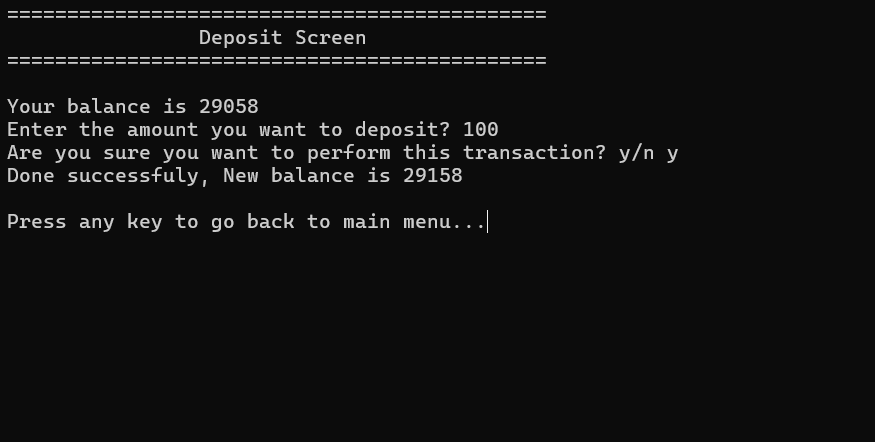 =============================================
Deposit Screen
=============================================
Your balance is 29058
Enter the amount you want to deposit? 100
Are you sure you want to perform this transaction? y/n y
Done successfuly, New balance is 29158
Press any key to go back to main menu...